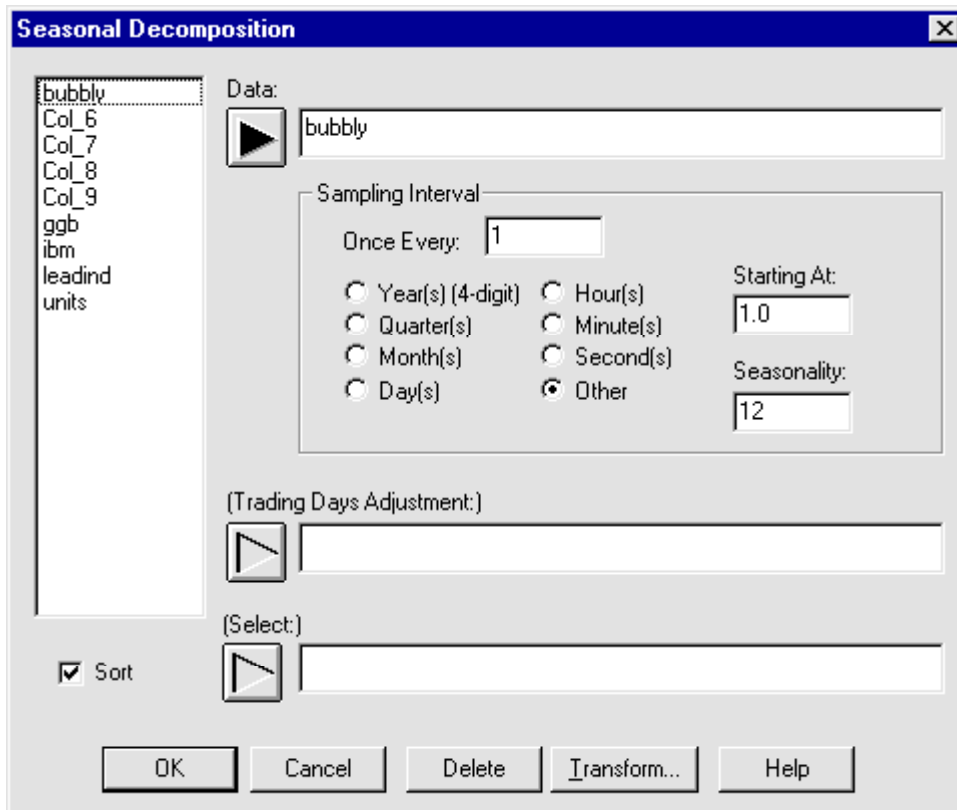 Seasonal Decomposition
bubbly
Col_6
Col_7
Col_8
Col_9
ggb
ibm
leadind
units
Sort
Data:
bubbly
Sampling Interval
Once Every: 1
Year(s) (4-digit)
Quarter(s)
Month(s)
Day(s)
Hour(s)
Minute(s)
Second(s)
Other
Starting At:
1.0
Seasonality:
12
(Trading Days Adjustment:)
(Select:)
OK Cancel Delete Transform... Help